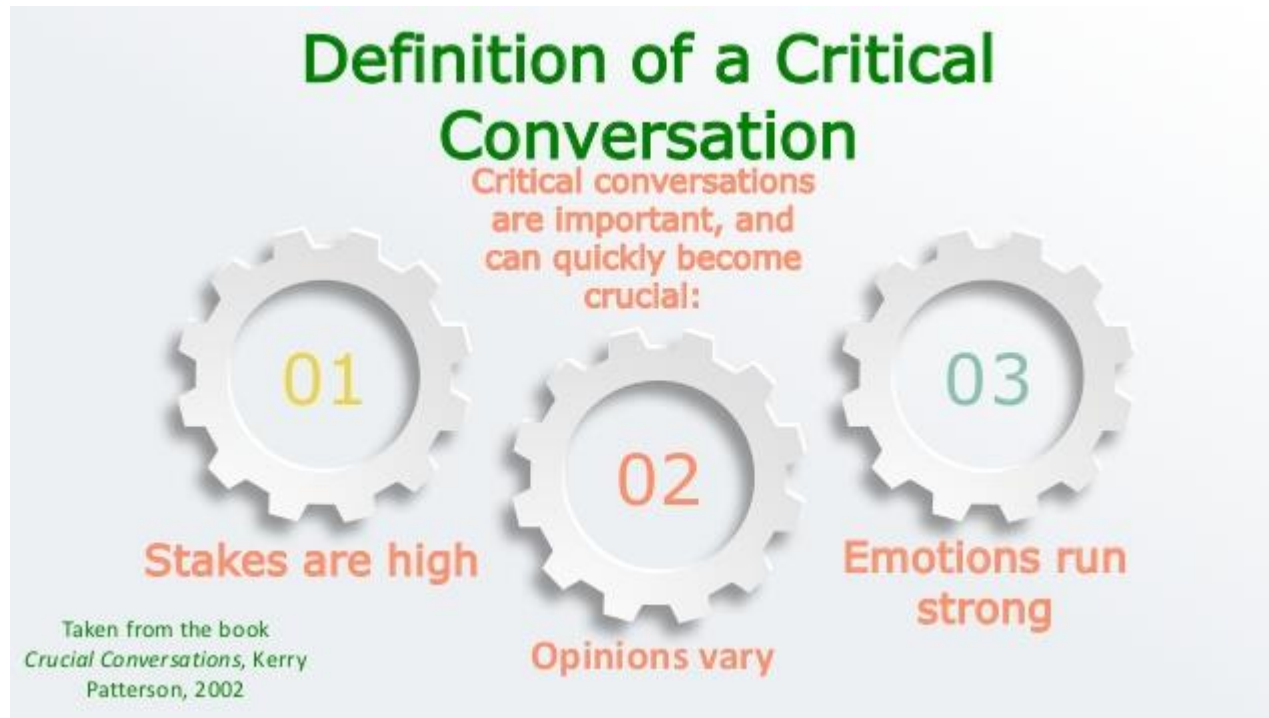 Definition of a Critical
Conversation
Critical conversations
are important, and
can quickly become
crucial:
01
02
03
Stakes are high
Opinions vary
Emotions run
strong
Taken from the book
Crucial Conversations, Kerry
Patterson, 2002